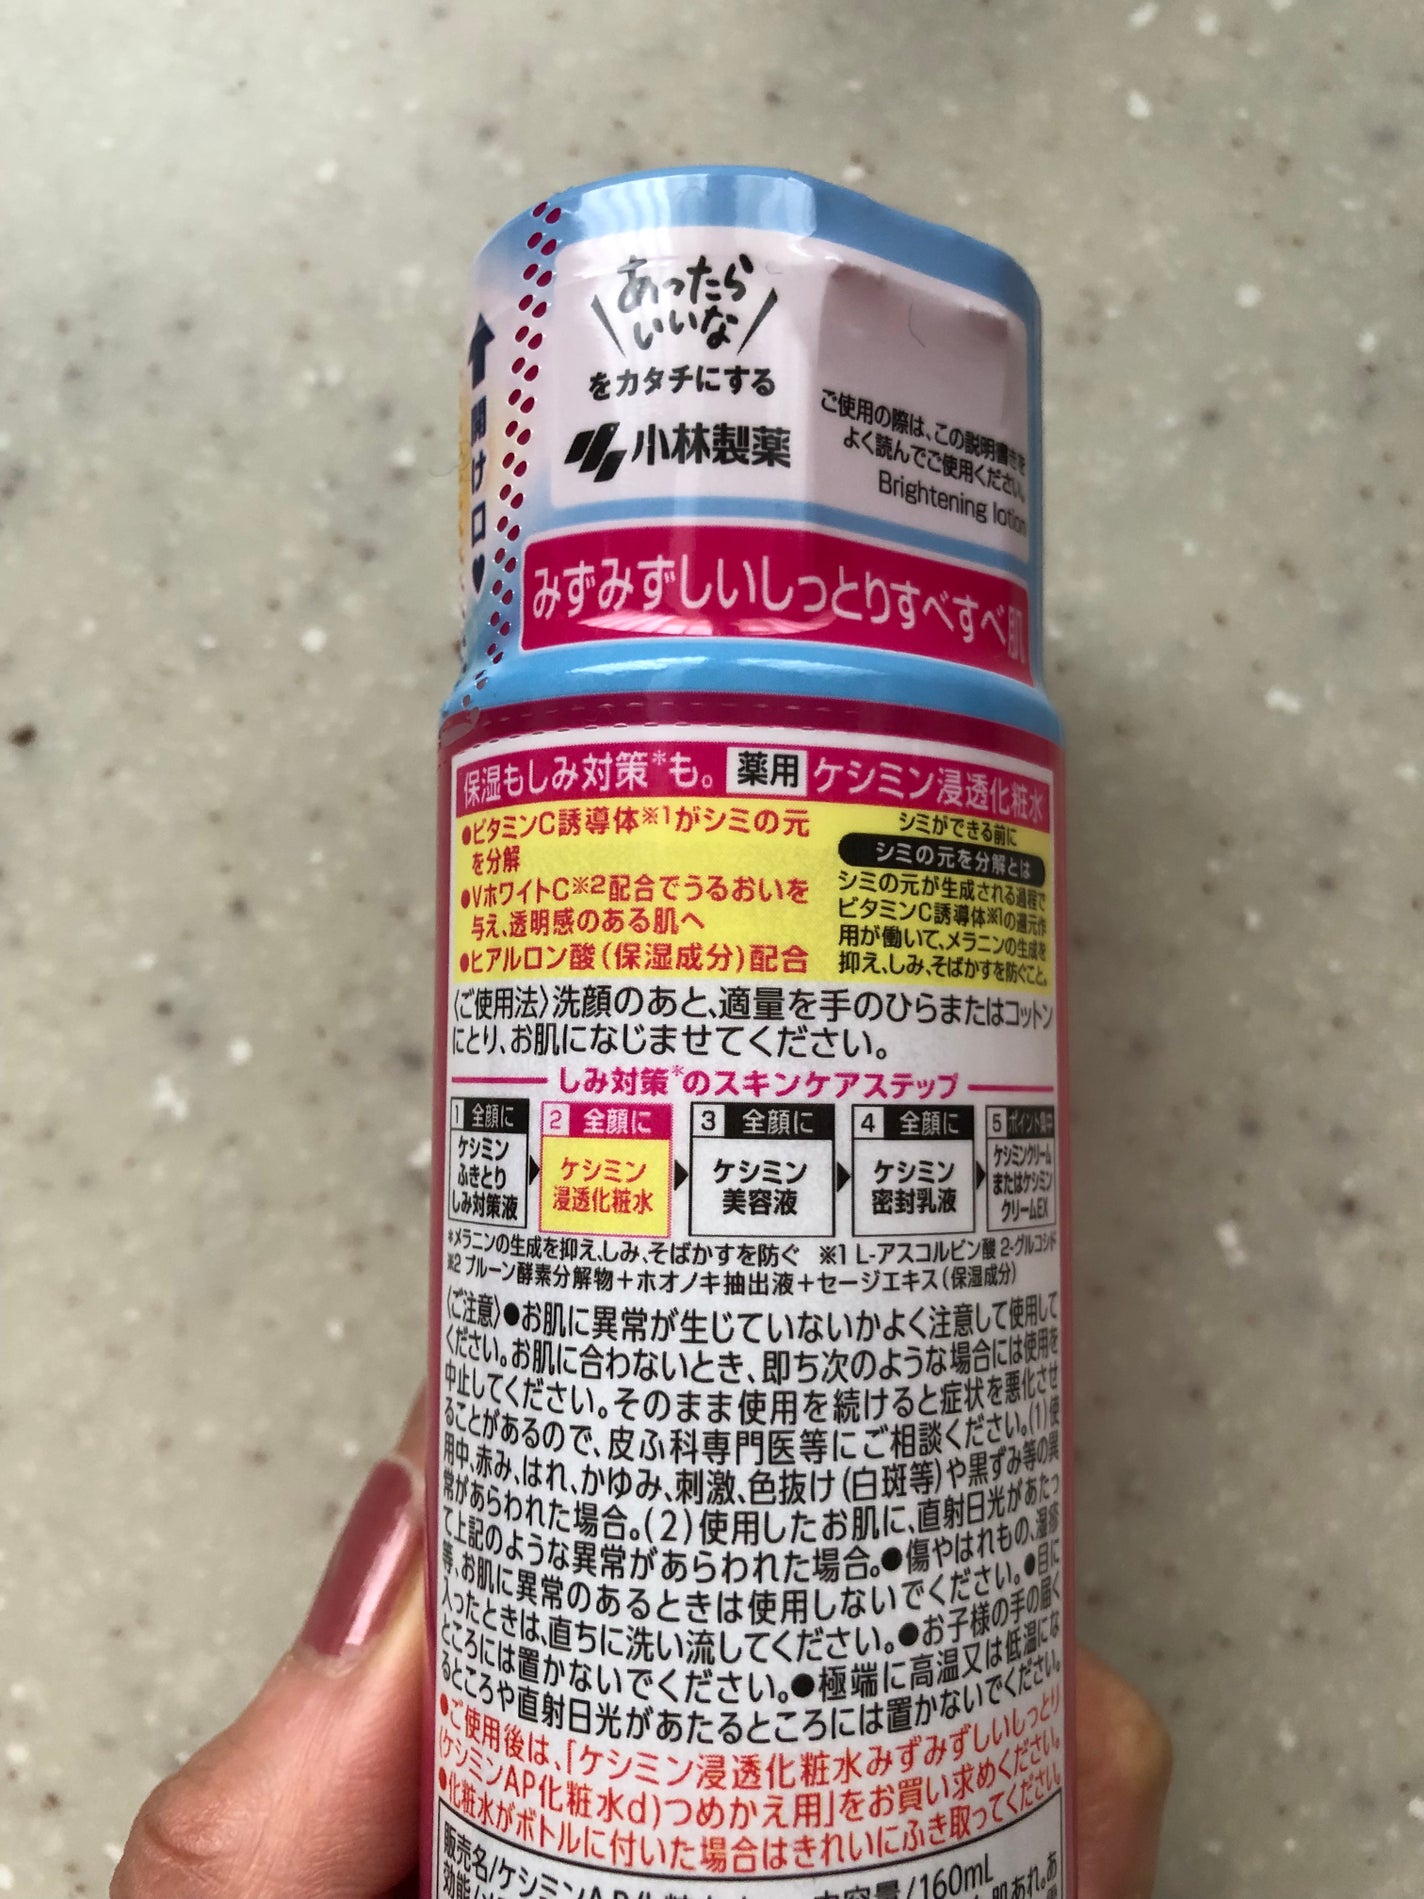 あったら
いいな
をカタチにする
小林製薬
ご使用の際は、この説明書きを
よく読んでご使用ください。
Brightening lotion
開け口♥
みずみずしいしっとりすべすべ肌
保湿もしみ対策*も。 薬用 ケシミン浸透化粧水
●ビタミンC誘導体※1がシミの元
を分解
●VホワイトC※2配合でうるおいを
与え、透明感のある肌へ
●ヒアルロン酸(保湿成分)配合
シミができる前に
シミの元を分解とは
シミの元が生成される過程で
ビタミンC誘導体※1の還元作
用が働いて、メラニンの生成を
抑え、しみ、そばかすを防ぐこと。
〈ご使用法〉洗顔のあと、適量を手のひらまたはコットン
にとり、お肌になじませてください。
しみ対策*のスキンケアステップ
1 全顔に
ケシミン
ふきとり
しみ対策液
2 全顔に
ケシミン
浸透化粧水
3 全顔に
ケシミン
美容液
4 全顔に
ケシミン
密封乳液
5 ポイント集中
ケシミンクリーム
またはケシミン
クリームEX
*メラニンの生成を抑え、しみ、そばかすを防ぐ ※1 L-アスコルビン酸 2-グルコシド
※2 プルーン酵素分解物+ホオノキ抽出液+セージエキス(保湿成分)
〈ご注意〉●お肌に異常が生じていないかよく注意して使用して
ください。お肌に合わないとき、即ち次のような場合には使用を
中止してください。そのまま使用を続けると症状を悪化させ
ることがあるので、皮ふ科専門医等にご相談ください。(1)使
用中、赤み、はれ、かゆみ、刺激、色抜け(白斑等)や黒ずみ等の異
常があらわれた場合。(2)使用したお肌に、直射日光があたっ
て上記のような異常があらわれた場合。●傷やはれもの、湿疹
等、お肌に異常のあるときは使用しないでください。●目に
入ったときは、直ちに洗い流してください。●お子様の手の届く
ところには置かないでください。●極端に高温又は低温にな
るところや直射日光があたるところには置かないでください。
●ご使用後は、「ケシミン浸透化粧水みずみずしいしっとり
(ケシミンAP化粧水d)つめかえ用」をお買い求めください。
●化粧水がボトルに付いた場合はきれいにふき取ってください。
販売名/ケシミンAP化粧水 内容量/160mL
効能/ 肌あれ。あ